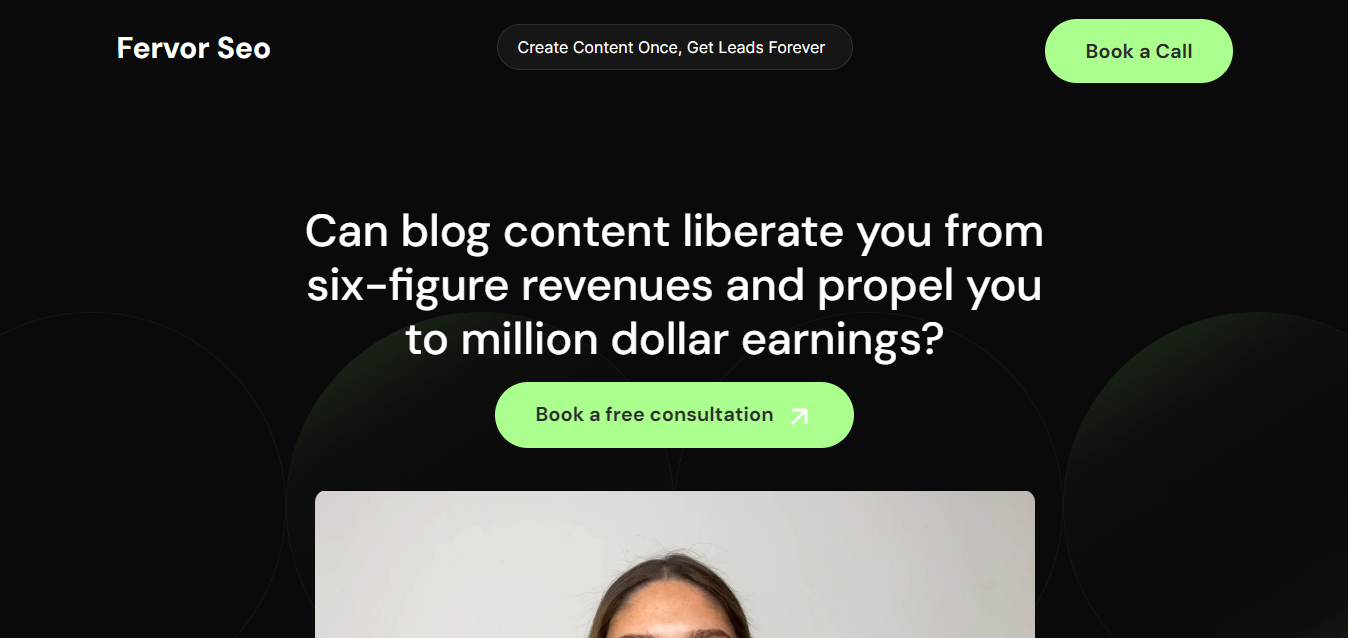 Fervor Seo
Create Content Once, Get Leads Forever
Book a Call
Can blog content liberate you from
six-figure revenues and propel you
to million dollar earnings?
Book a free consultation